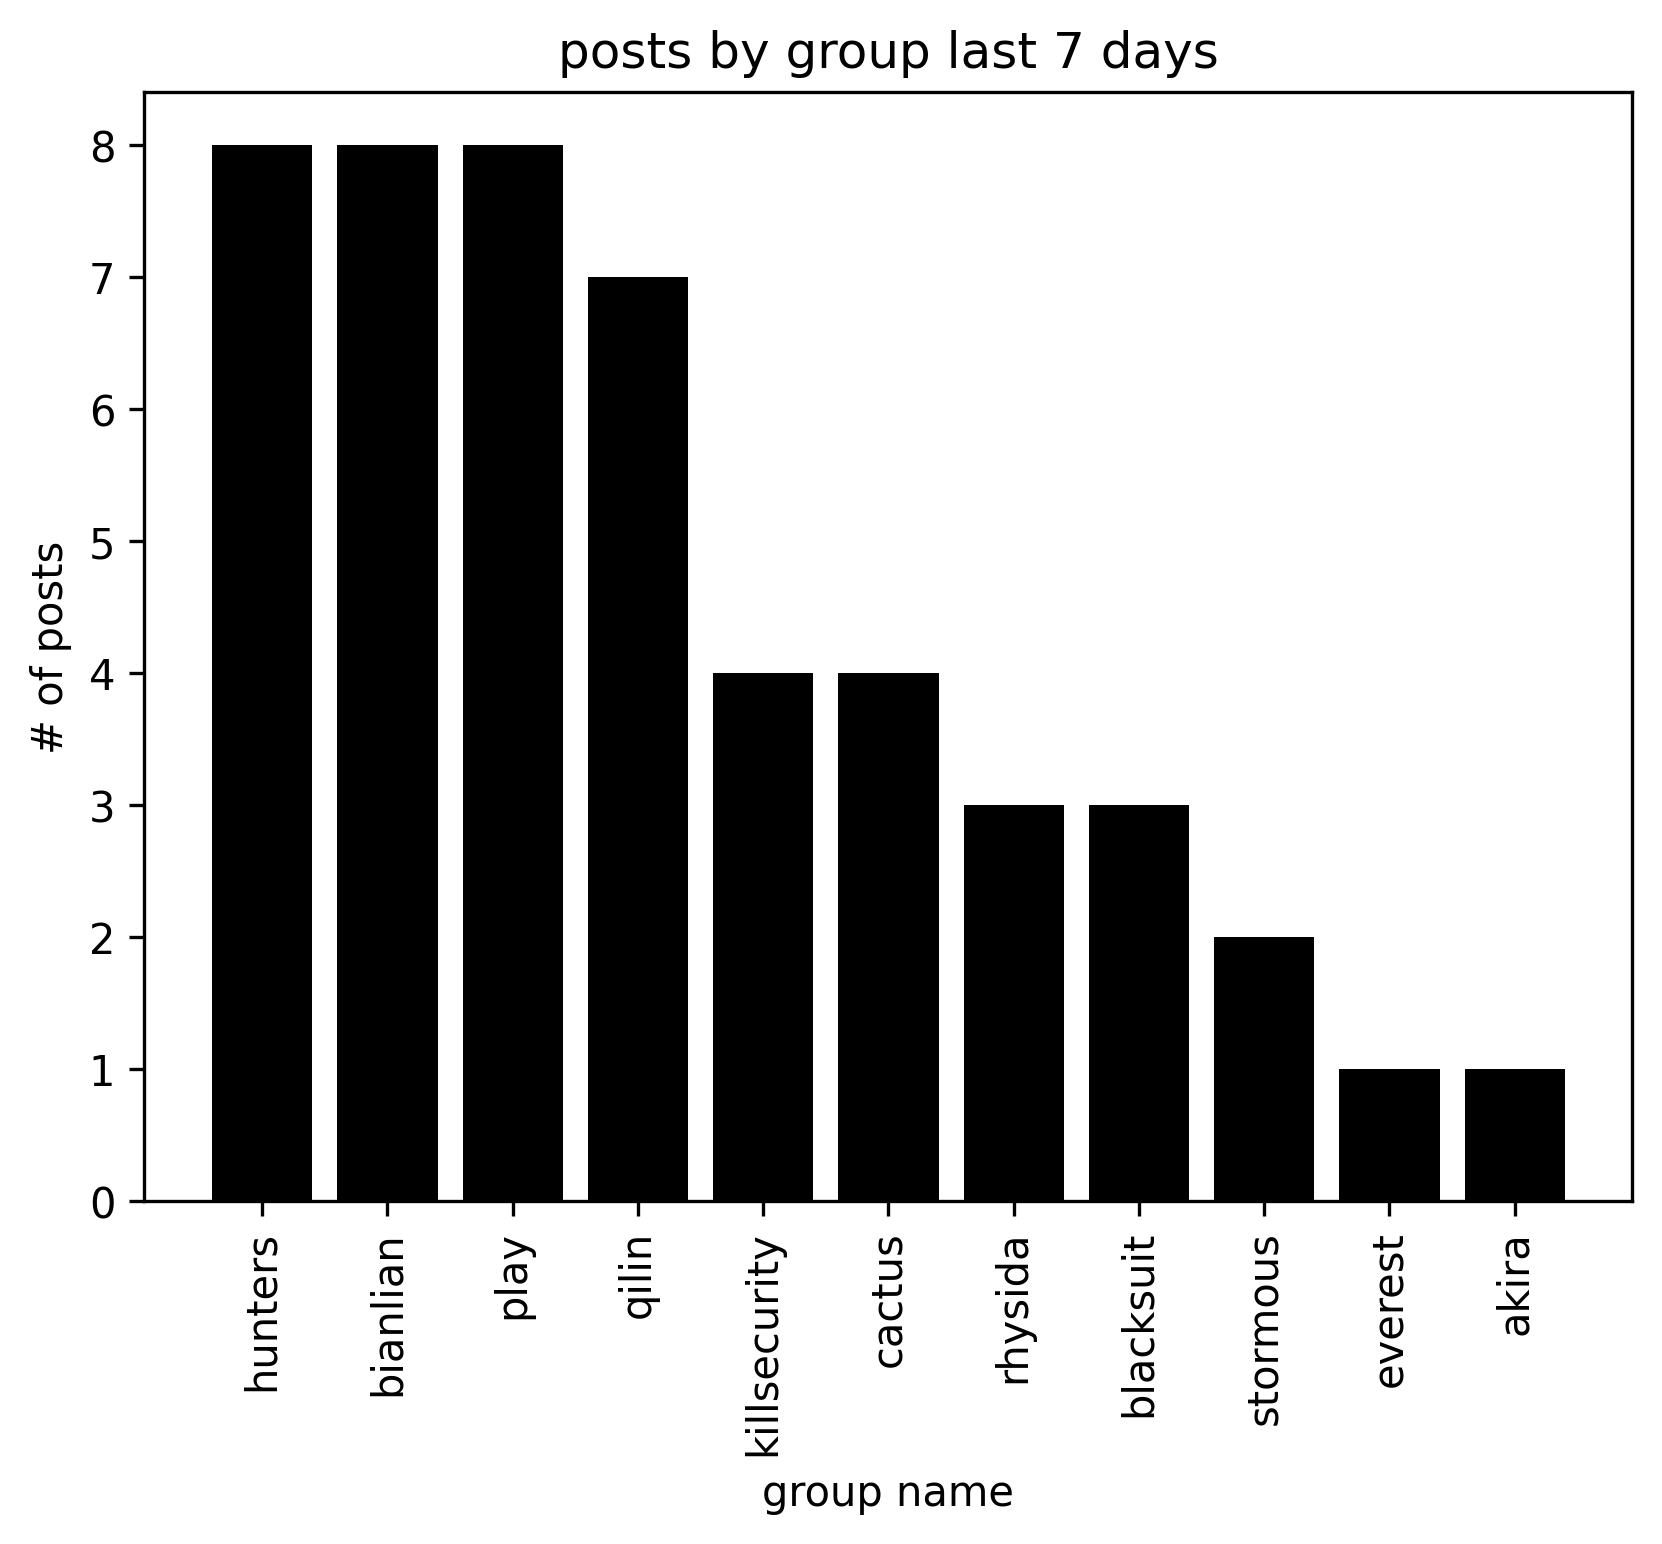 posts by group last 7 days
8
7
6
5
4
3
2
1
0
# of posts
hunters
bianlian
play
qilin
killsecurity
cactus
rhysida
blacksuit
stormous
everest
akira
group name